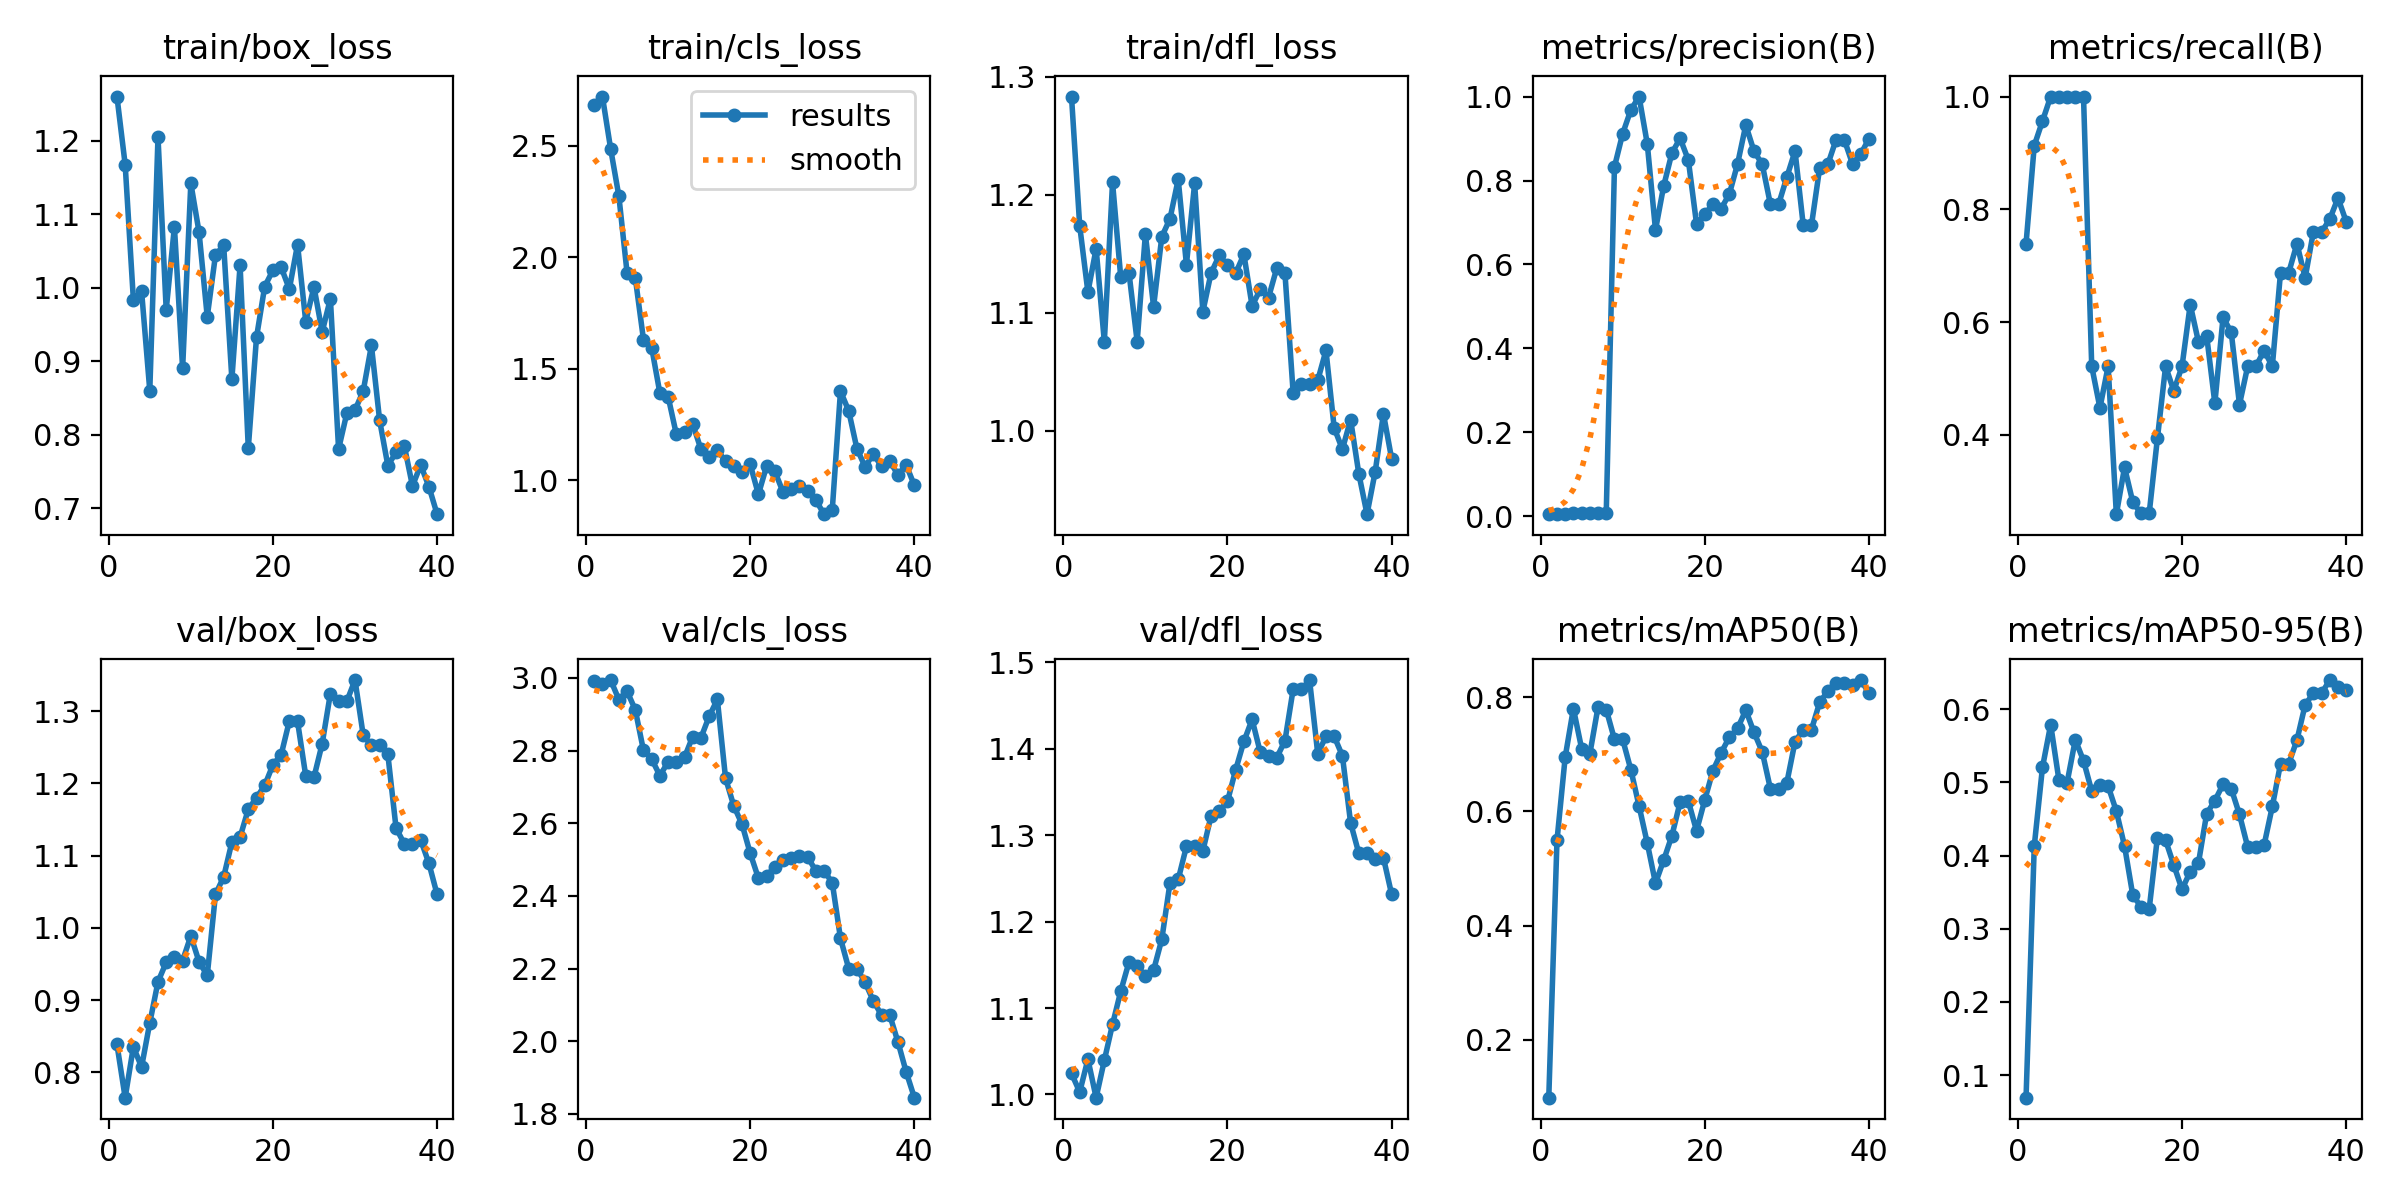 train/box_loss
1.2
1.1
1.0
0.9
0.8
0.7
0 20 40
train/cls_loss
results
smooth
2.5
2.0
1.5
1.0
0 20 40
train/dfl_loss
1.3
1.2
1.1
1.0
0 20 40
metrics/precision(B)
1.0
0.8
0.6
0.4
0.2
0.0
0 20 40
metrics/recall(B)
1.0
0.8
0.6
0.4
0 20 40
val/box_loss
1.3
1.2
1.1
1.0
0.9
0.8
0 20 40
val/cls_loss
3.0
2.8
2.6
2.4
2.2
2.0
1.8
0 20 40
val/dfl_loss
1.5
1.4
1.3
1.2
1.1
1.0
0 20 40
metrics/mAP50(B)
0.8
0.6
0.4
0.2
0 20 40
metrics/mAP50-95(B)
0.6
0.5
0.4
0.3
0.2
0.1
0 20 40